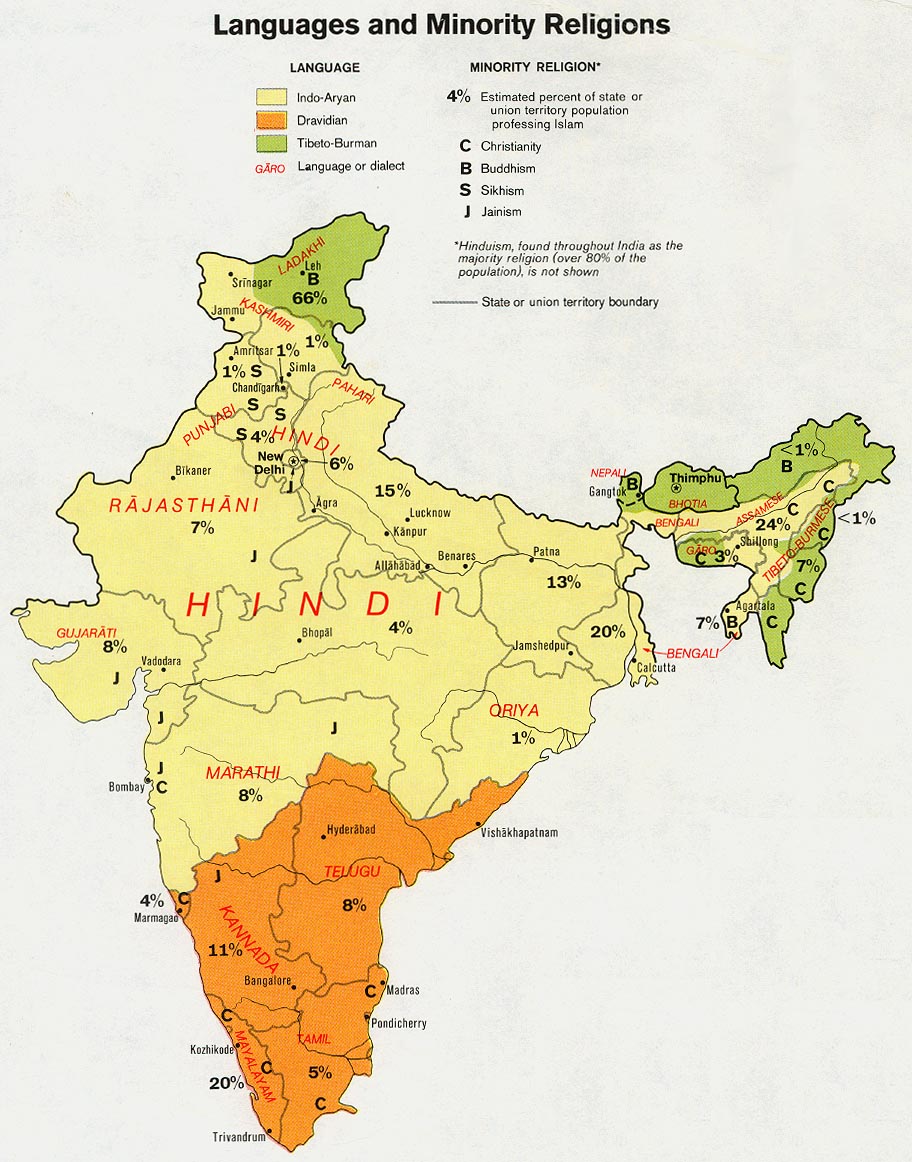 Languages and Minority Religions
LANGUAGE
Indo-Aryan
Dravidian
Tibeto-Burman
GĀRO Language or dialect
MINORITY RELIGION*
4% Estimated percent of state or
union territory population
professing Islam
C Christianity
B Buddhism
S Sikhism
J Jainism
*Hinduism, found throughout India as the
majority religion (over 80% of the
population), is not shown
State or union territory boundary
LADAKHI
Leh
B
66%
Srīnagar
Jammu
KASHMIRI
1%
Amritsar
1%
Simla
1% S
Chandīgarh
PAHARI
S
S
PUNJABI
S 4%
HINDI
New
Delhi
6%
J
Bīkaner
RĀJASTHĀNI
7%
Āgra
15%
Lucknow
Kānpur
J
Allāhābād
Benares
Patna
13%
NEPALI
B
Gangtok
Thimphu
BHOTIA
<1%
B
C
BENGALI
ASSAMESE
C
24%
<1%
C
GĀRO
C
3%
Shillong
TIBETO-BURMESE
7%
C
Agartala
7%
B
C
BENGALI
HINDI
4%
Bhopāl
GUJARĀTI
8%
J
Vadodara
20%
Jamshedpur
Calcutta
J
J
ORIYA
1%
J
C
Bombay
MARATHI
8%
Hyderābad
Vishākhapatnam
J
TELUGU
8%
4%
C
Marmagao
KANNADA
11%
Bangalore
C
Madras
C
Pondicherry
Kozhikode
MAYALAYAM
TAMIL
C
5%
20%
C
Trivandrum